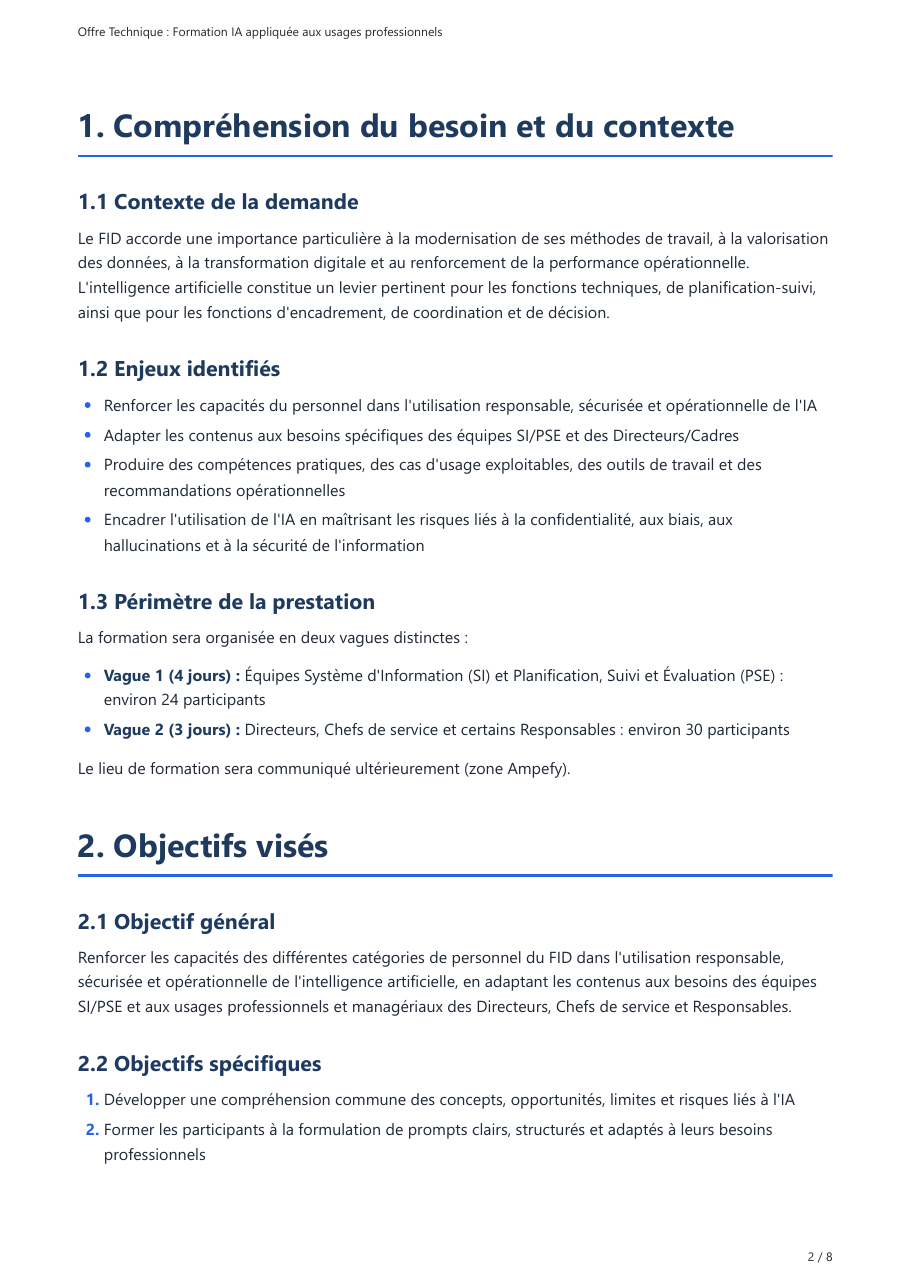 Offre Technique : Formation IA appliquée aux usages professionnels
1. Compréhension du besoin et du contexte
1.1 Contexte de la demande
Le FID accorde une importance particulière à la modernisation de ses méthodes de travail, à la valorisation
des données, à la transformation digitale et au renforcement de la performance opérationnelle.
L'intelligence artificielle constitue un levier pertinent pour les fonctions techniques, de planification-suivi,
ainsi que pour les fonctions d'encadrement, de coordination et de décision.
1.2 Enjeux identifiés
• Renforcer les capacités du personnel dans l'utilisation responsable, sécurisée et opérationnelle de l'IA
• Adapter les contenus aux besoins spécifiques des équipes SI/PSE et des Directeurs/Cadres
• Produire des compétences pratiques, des cas d'usage exploitables, des outils de travail et des
recommandations opérationnelles
• Encadrer l'utilisation de l'IA en maîtrisant les risques liés à la confidentialité, aux biais, aux
hallucinations et à la sécurité de l'information
1.3 Périmètre de la prestation
La formation sera organisée en deux vagues distinctes :
• Vague 1 (4 jours) : Équipes Système d'Information (SI) et Planification, Suivi et Évaluation (PSE) :
environ 24 participants
• Vague 2 (3 jours) : Directeurs, Chefs de service et certains Responsables : environ 30 participants
Le lieu de formation sera communiqué ultérieurement (zone Ampefy).
2. Objectifs visés
2.1 Objectif général
Renforcer les capacités des différentes catégories de personnel du FID dans l'utilisation responsable,
sécurisée et opérationnelle de l'intelligence artificielle, en adaptant les contenus aux besoins des équipes
SI/PSE et aux usages professionnels et managériaux des Directeurs, Chefs de service et Responsables.
2.2 Objectifs spécifiques
1. Développer une compréhension commune des concepts, opportunités, limites et risques liés à l'IA
2. Former les participants à la formulation de prompts clairs, structurés et adaptés à leurs besoins
professionnels
2 / 8